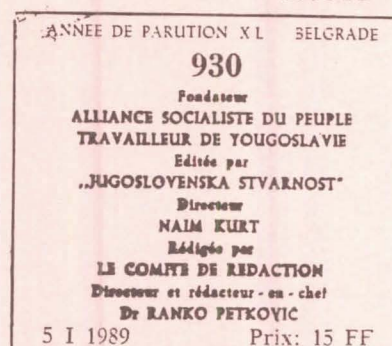 ANNEE DE PARUTION XL BELGRADE
930
Fondateur
ALLIANCE SOCIALISTE DU PEUPLE
TRAVAILLEUR DE YOUGOSLAVIE
Editée par
„JUGOSLOVENSKA STVARNOST"
Directeur
NAIM KURT
Rédigée par
LE COMITE DE REDACTION
Directeur et rédacteur-en-chef
Dr RANKO PETKOVIC
5 I 1989 Prix: 15 FF